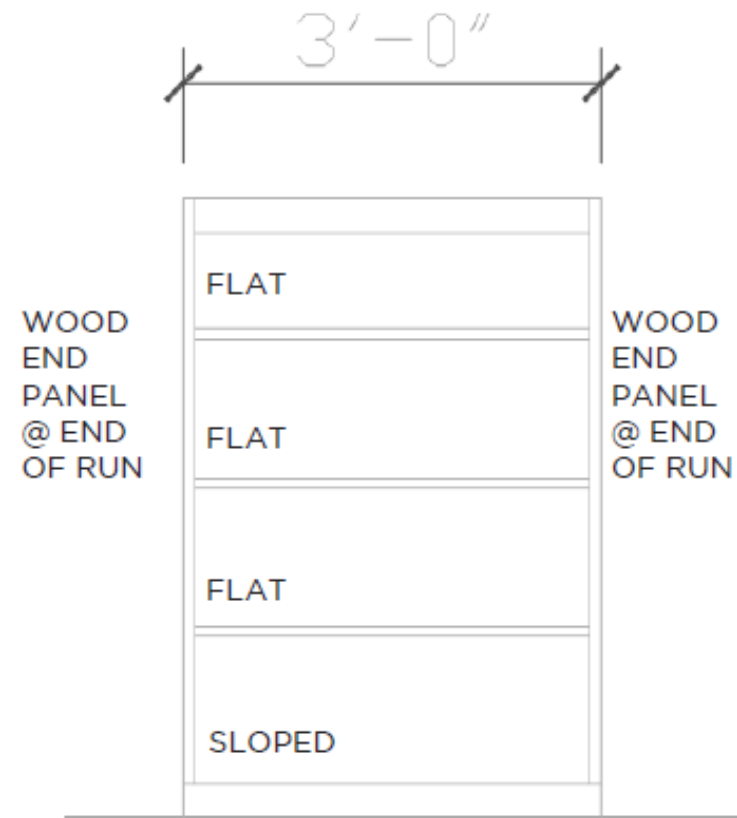 3'-0"
FLAT
WOOD
END
PANEL
@ END
OF RUN
WOOD
END
PANEL
@ END
OF RUN
FLAT
FLAT
SLOPED